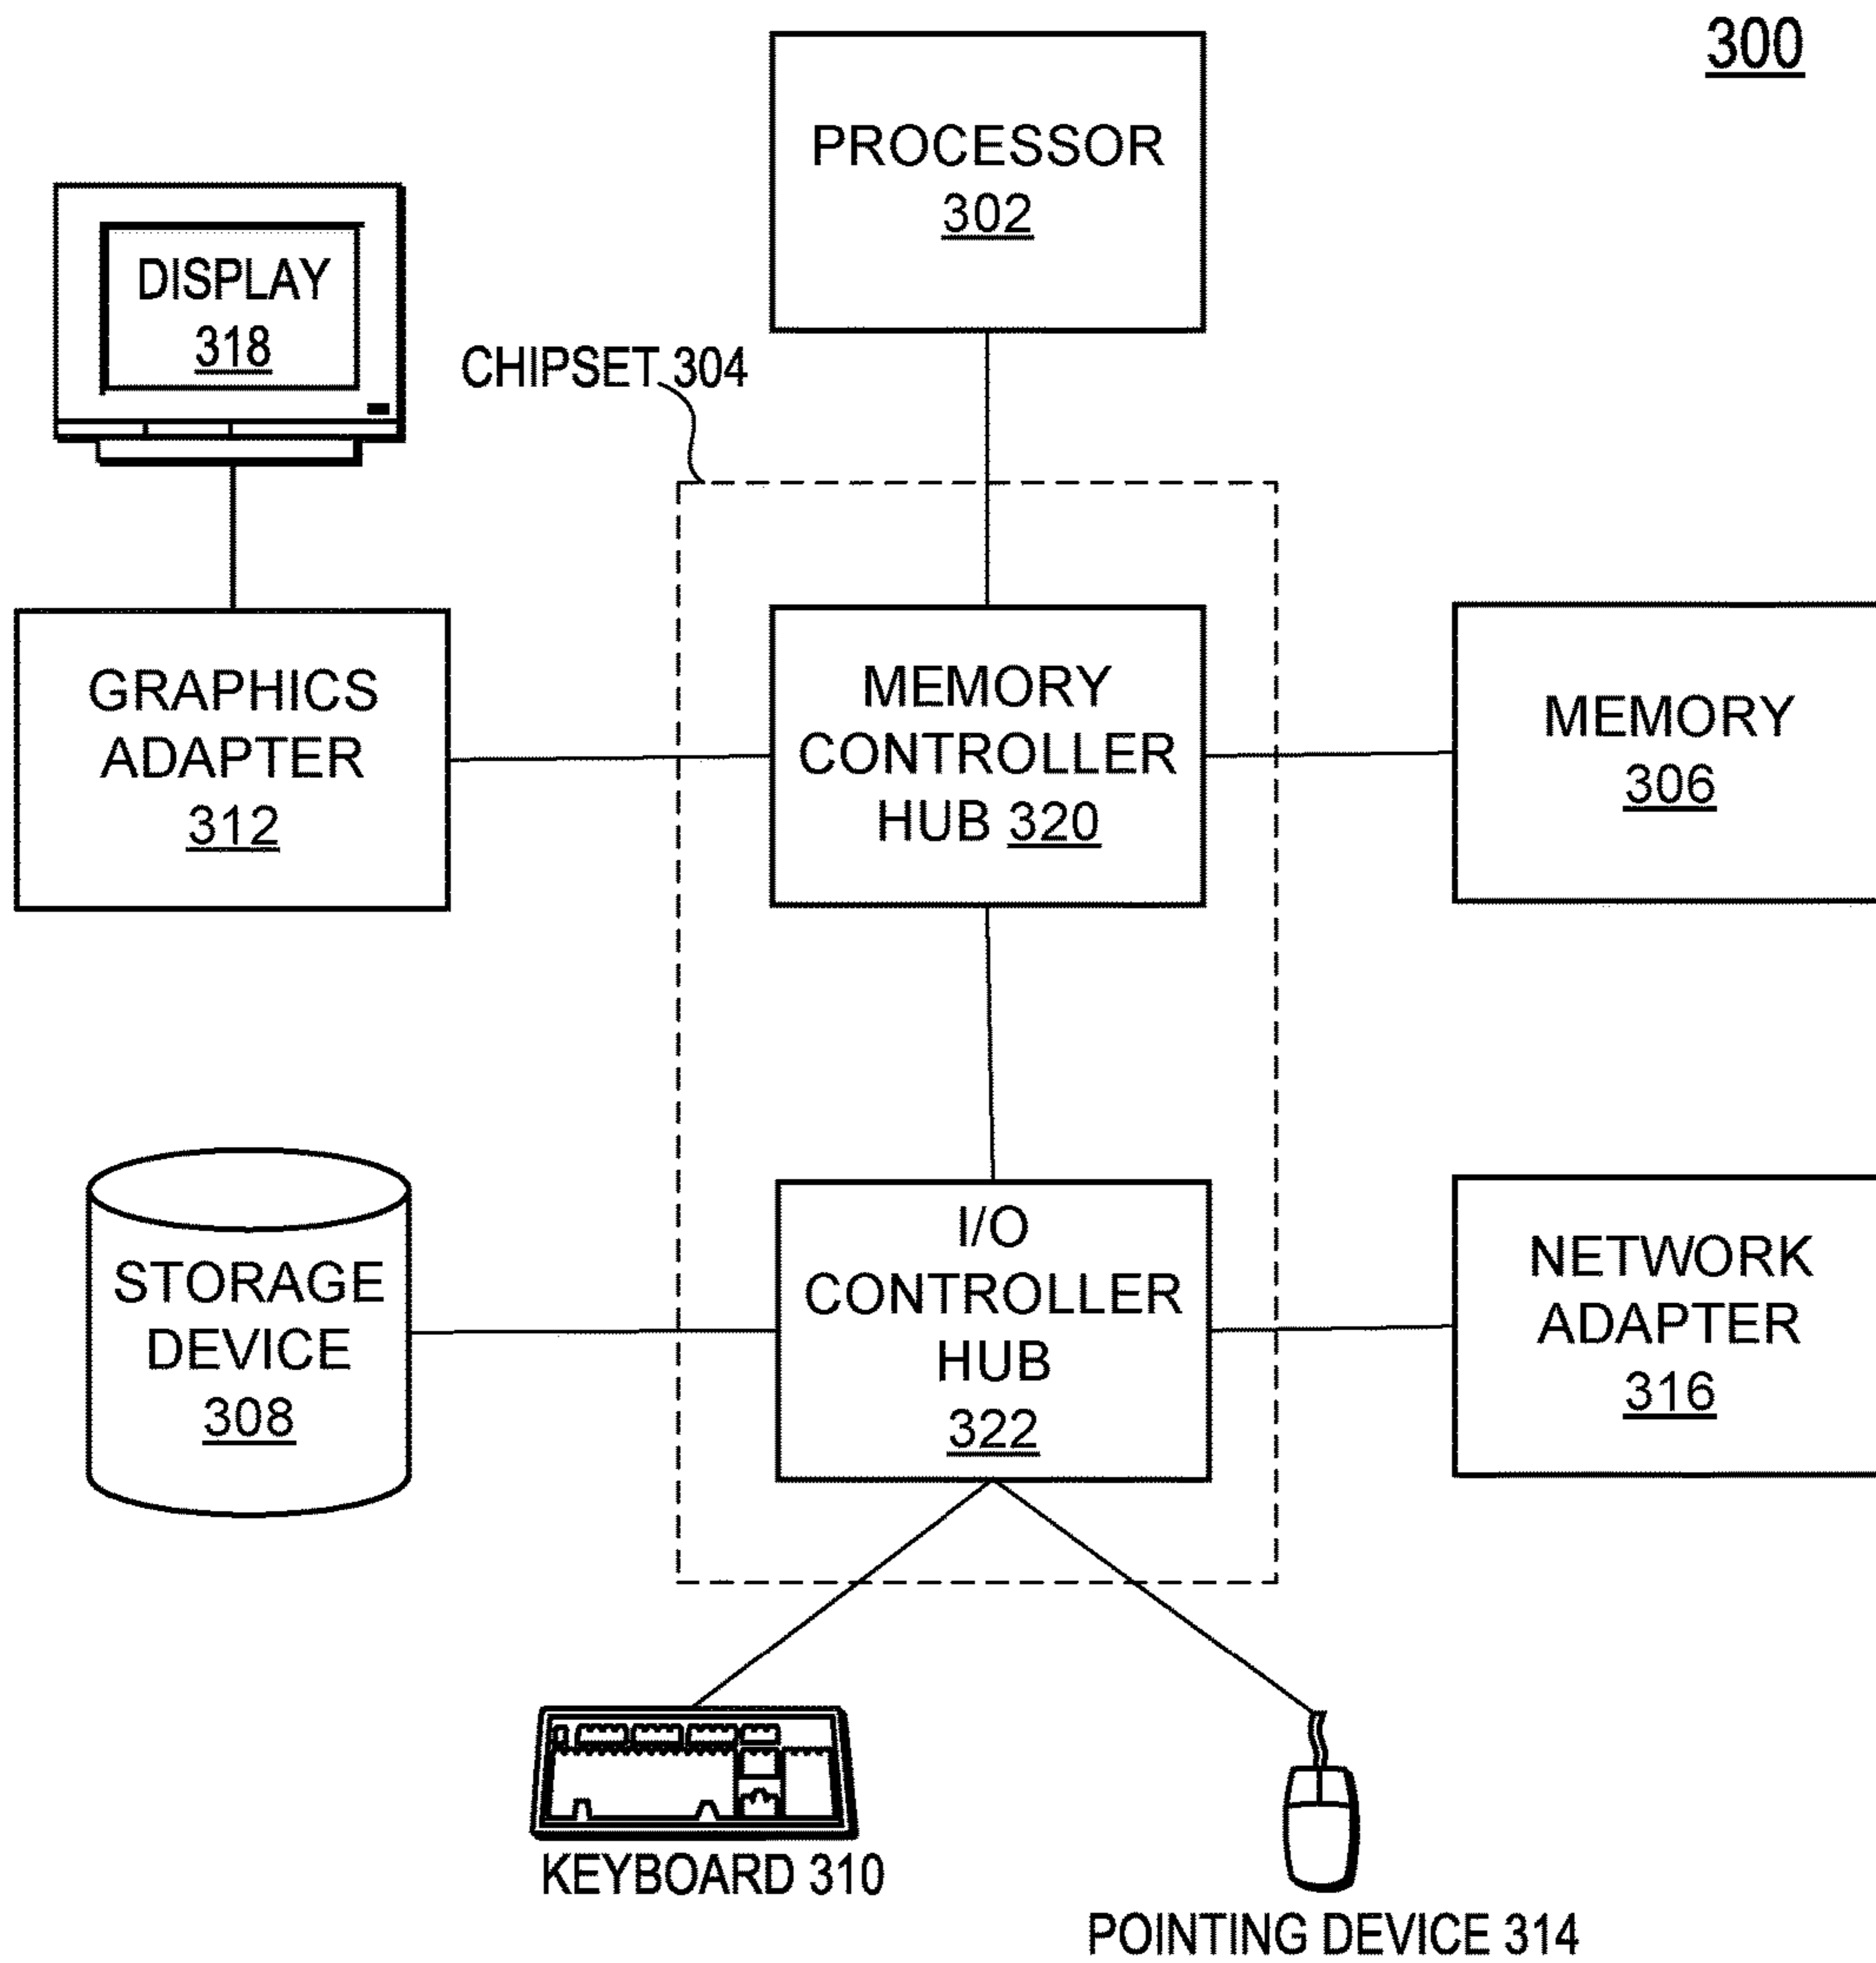 300
PROCESSOR
302
DISPLAY
318
CHIPSET 304
GRAPHICS
ADAPTER
312
MEMORY
CONTROLLER
HUB 320
MEMORY
306
STORAGE
DEVICE
308
I/O
CONTROLLER
HUB
322
NETWORK
ADAPTER
316
KEYBOARD 310
POINTING DEVICE 314